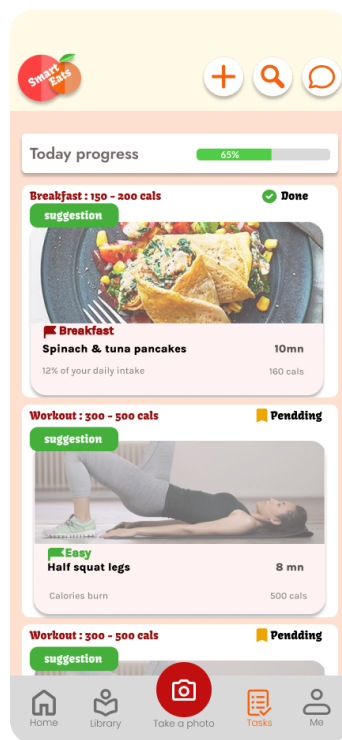 Smart
Eats
Today progress
65%
Breakfast : 150 - 200 cals
Done
suggestion
Breakfast
Spinach & tuna pancakes
10mn
12% of your daily intake
160 cals
Workout : 300 - 500 cals
Pendding
suggestion
Easy
Half squat legs
8 mn
Calories burn
500 cals
Workout : 300 - 500 cals
Pendding
suggestion
Home
Library
Take a photo
Tasks
Me